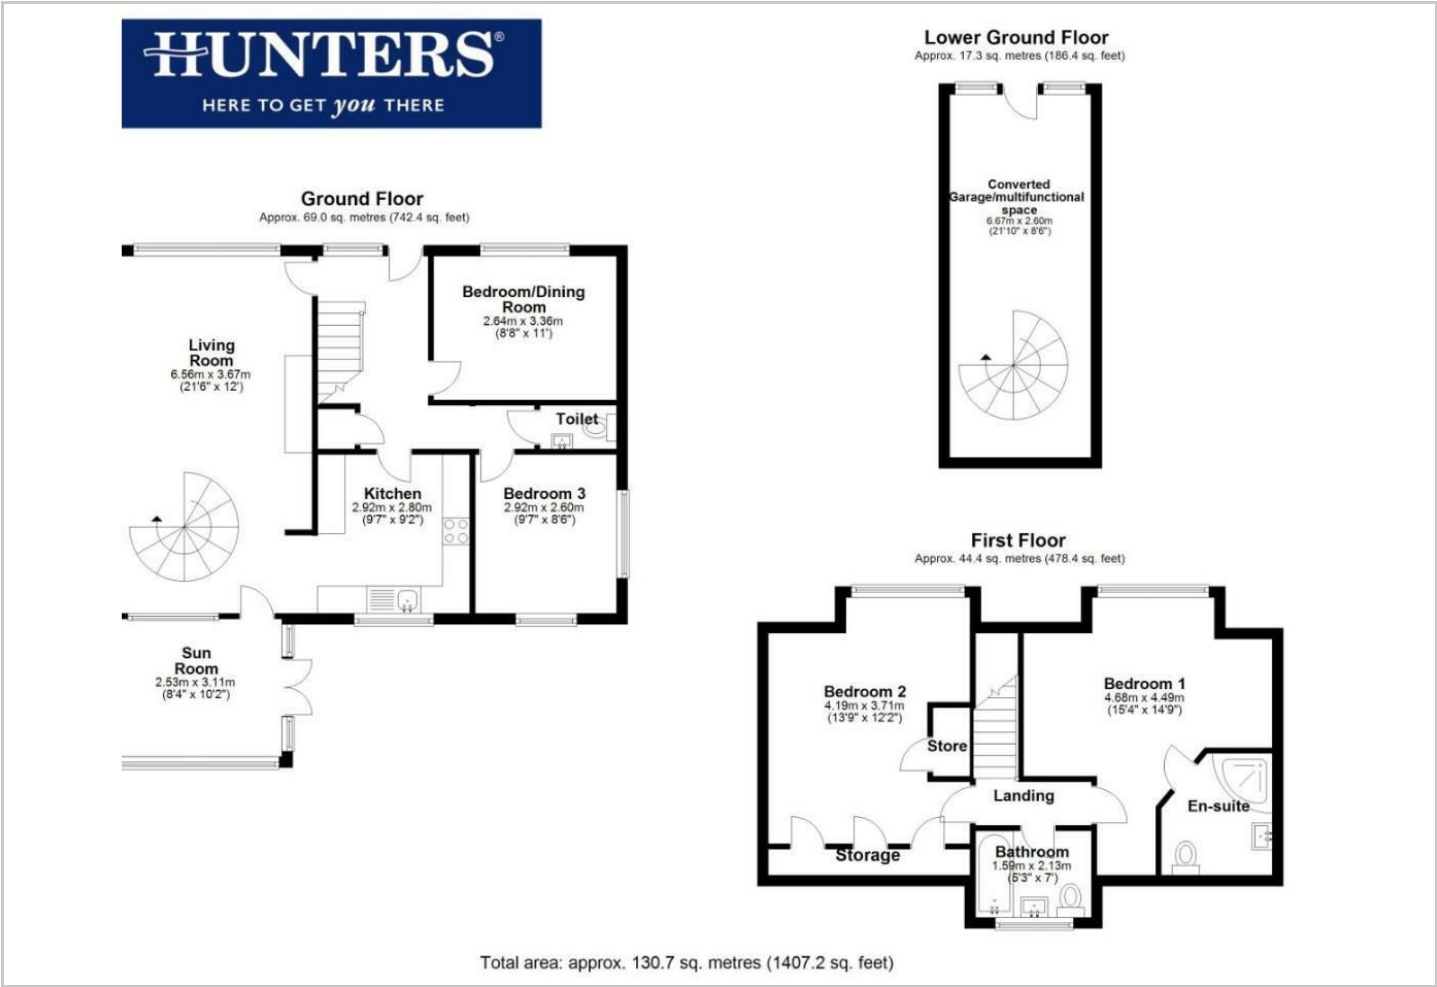 HUNTERS®
HERE TO GET you THERE
Lower Ground Floor
Approx. 17.3 sq. metres (186.4 sq. feet)
Converted
Garage/multifunctional
space
6.67m x 2.60m
(21'10" x 8'6")
Ground Floor
Approx. 69.0 sq. metres (742.4 sq. feet)
Bedroom/Dining
Room
2.64m x 3.36m
(8'8" x 11')
Living
Room
6.56m x 3.67m
(21'6" x 12')
Toilet
Kitchen
2.92m x 2.80m
(9'7" x 9'2")
Bedroom 3
2.92m x 2.60m
(9'7" x 8'6")
Sun
Room
2.53m x 3.11m
(8'4" x 10'2")
First Floor
Approx. 44.4 sq. metres (478.4 sq. feet)
Bedroom 2
4.19m x 3.71m
(13'9" x 12'2")
Store
Bedroom 1
4.68m x 4.49m
(15'4" x 14'9")
Landing
En-suite
Storage
Bathroom
1.59m x 2.13m
(5'3" x 7')
Total area: approx. 130.7 sq. metres (1407.2 sq. feet)